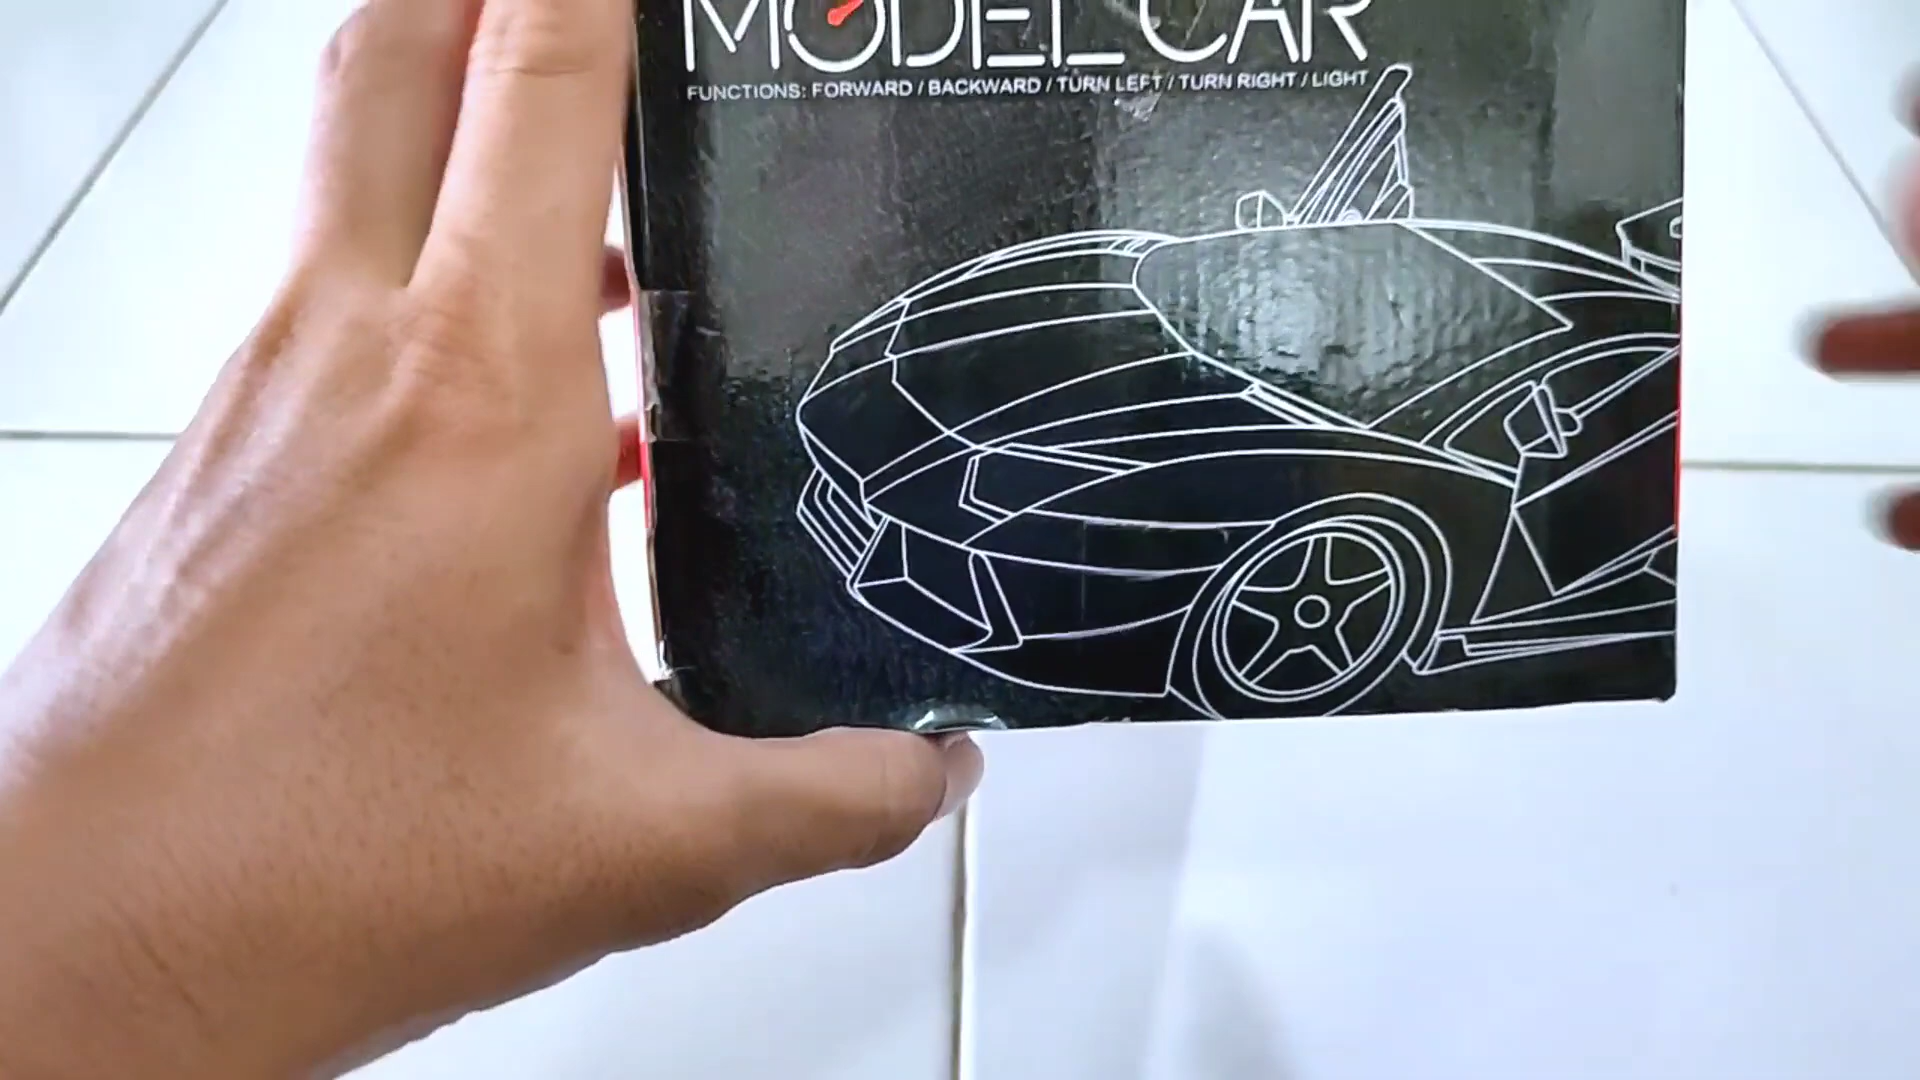 MODEL CAR
FUNCTIONS: FORWARD / BACKWARD / TURN LEFT / TURN RIGHT / LIGHT